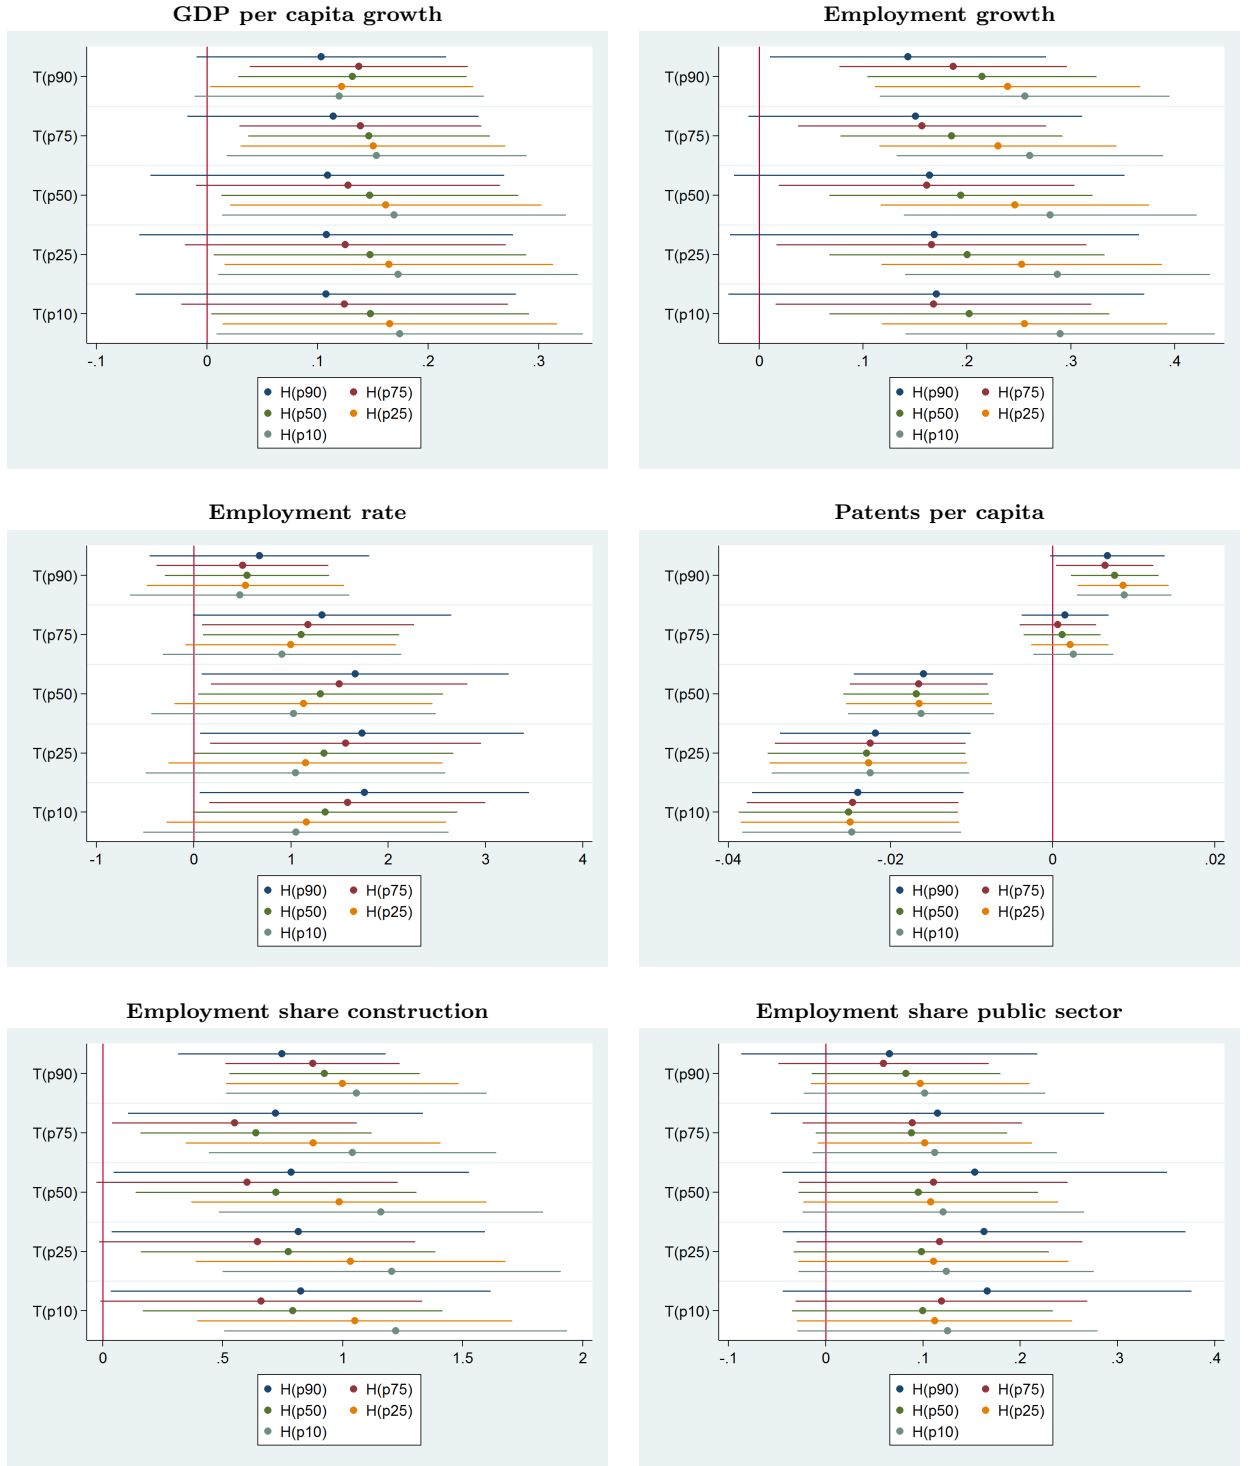 GDP per capita growth
T(p90)
T(p75)
T(p50)
T(p25)
T(p10)
-.1 0 .1 .2 .3
H(p90) H(p75)
H(p50) H(p25)
H(p10)
Employment growth
T(p90)
T(p75)
T(p50)
T(p25)
T(p10)
0 .1 .2 .3 .4
H(p90) H(p75)
H(p50) H(p25)
H(p10)
Employment rate
T(p90)
T(p75)
T(p50)
T(p25)
T(p10)
-1 0 1 2 3 4
H(p90) H(p75)
H(p50) H(p25)
H(p10)
Patents per capita
T(p90)
T(p75)
T(p50)
T(p25)
T(p10)
-.04 -.02 0 .02
H(p90) H(p75)
H(p50) H(p25)
H(p10)
Employment share construction
T(p90)
T(p75)
T(p50)
T(p25)
T(p10)
0 .5 1 1.5 2
H(p90) H(p75)
H(p50) H(p25)
H(p10)
Employment share public sector
T(p90)
T(p75)
T(p50)
T(p25)
T(p10)
-.1 0 .1 .2 .3 .4
H(p90) H(p75)
H(p50) H(p25)
H(p10)